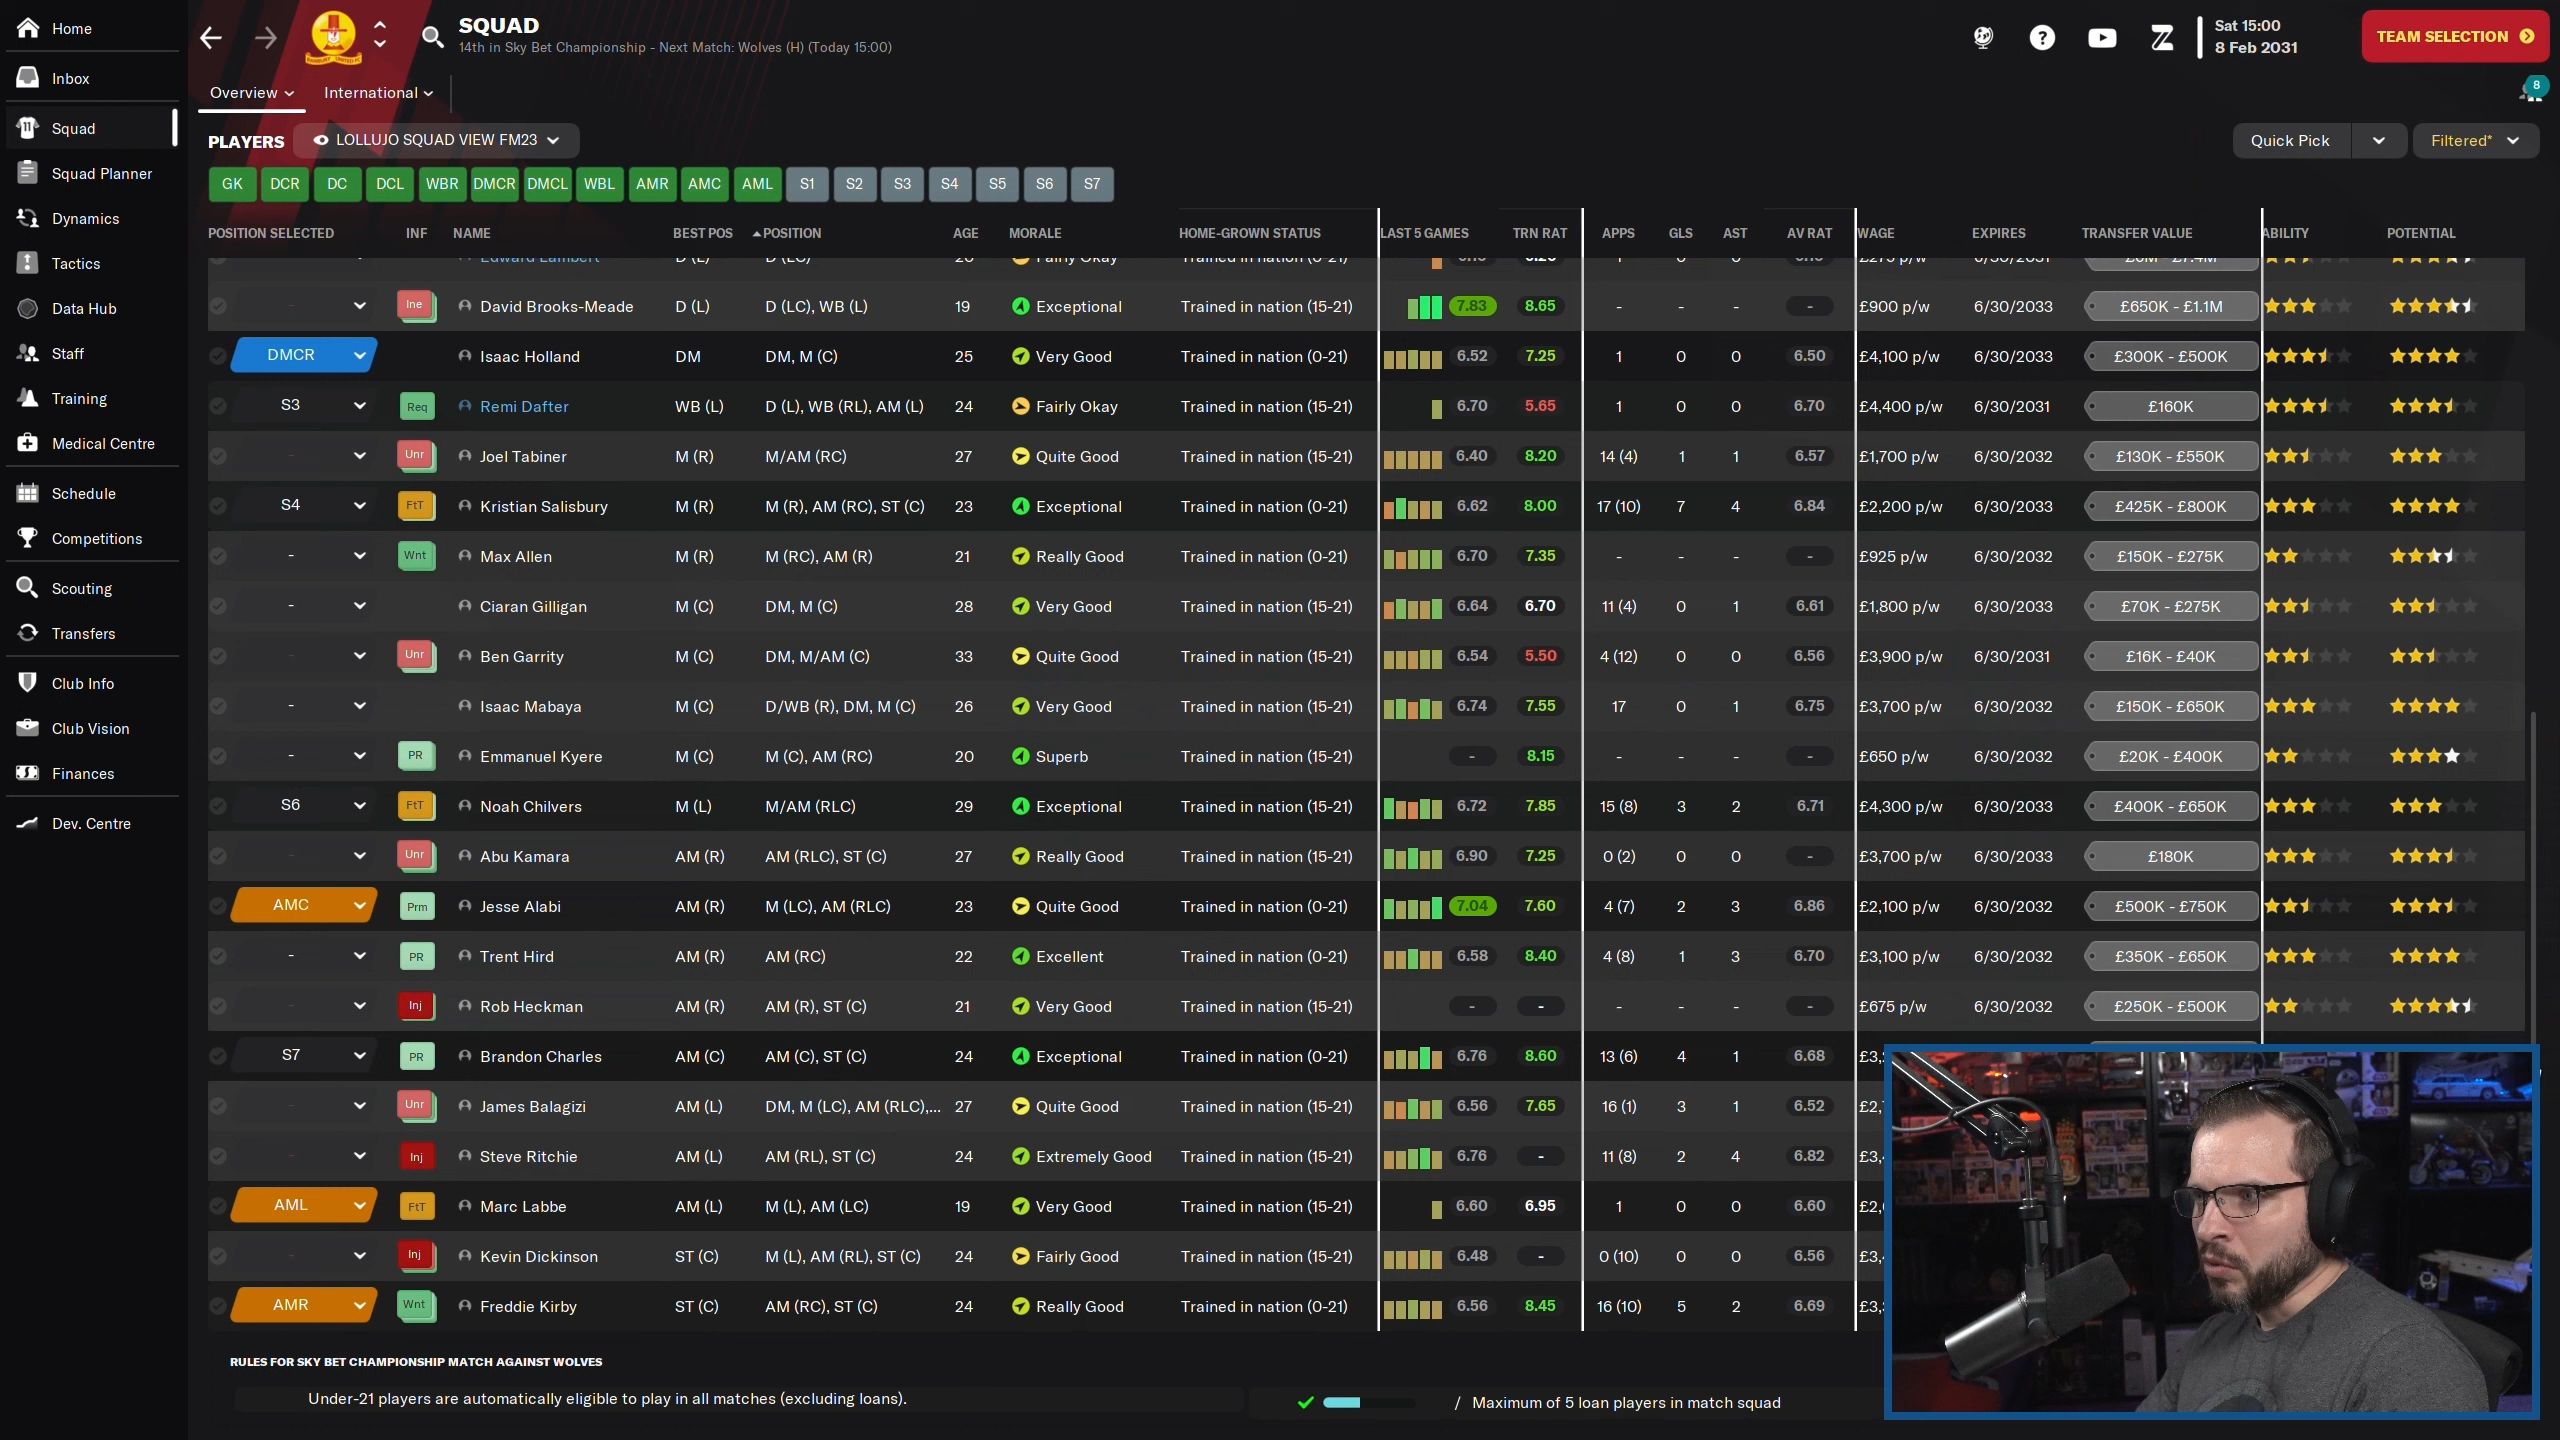 Home
Inbox
Squad
Squad Planner
Dynamics
Tactics
Data Hub
Staff
Training
Medical Centre
Schedule
Competitions
Scouting
Transfers
Club Info
Club Vision
Finances
Dev. Centre
SQUAD
14th in Sky Bet Championship - Next Match: Wolves (H) (Today 15:00)
Sat 15:00
8 Feb 2031
TEAM SELECTION
Overview International
8
PLAYERS LOLLUJO SQUAD VIEW FM23
Quick Pick Filtered*
GK DCR DC DCL WBR DMCR DMCL WBL AMR AMC AML S1 S2 S3 S4 S5 S6 S7
POSITION SELECTED INF NAME BEST POS POSITION AGE MORALE HOME-GROWN STATUS LAST 5 GAMES TRN RAT APPS GLS AST AV RAT WAGE EXPIRES TRANSFER VALUE ABILITY POTENTIAL
- Ine David Brooks-Meade D (L) D (LC), WB (L) 19 Exceptional Trained in nation (15-21) 7.83 8.65 - - - - £900 p/w 6/30/2033 £650K - £1.1M
DMCR Isaac Holland DM DM, M (C) 25 Very Good Trained in nation (0-21) 6.52 7.25 1 0 0 6.50 £4,100 p/w 6/30/2033 £300K - £500K
S3 Req Remi Dafter WB (L) D (L), WB (RL), AM (L) 24 Fairly Okay Trained in nation (15-21) 6.70 5.65 1 0 0 6.70 £4,400 p/w 6/30/2031 £160K
- Unr Joel Tabiner M (R) M/AM (RC) 27 Quite Good Trained in nation (15-21) 6.40 8.20 14 (4) 1 1 6.57 £1,700 p/w 6/30/2032 £130K - £550K
S4 FtT Kristian Salisbury M (R) M (R), AM (RC), ST (C) 23 Exceptional Trained in nation (0-21) 6.62 8.00 17 (10) 7 4 6.84 £2,200 p/w 6/30/2033 £425K - £800K
- Wnt Max Allen M (R) M (RC), AM (R) 21 Really Good Trained in nation (0-21) 6.70 7.35 - - - - £925 p/w 6/30/2032 £150K - £275K
- Ciaran Gilligan M (C) DM, M (C) 28 Very Good Trained in nation (15-21) 6.64 6.70 11 (4) 0 1 6.61 £1,800 p/w 6/30/2033 £70K - £275K
- Unr Ben Garrity M (C) DM, M/AM (C) 33 Quite Good Trained in nation (15-21) 6.54 5.50 4 (12) 0 0 6.56 £3,900 p/w 6/30/2031 £16K - £40K
- Isaac Mabaya M (C) D/WB (R), DM, M (C) 26 Very Good Trained in nation (15-21) 6.74 7.55 17 0 1 6.75 £3,700 p/w 6/30/2032 £150K - £650K
- PR Emmanuel Kyere M (C) M (C), AM (RC) 20 Superb Trained in nation (15-21) - 8.15 - - - - £650 p/w 6/30/2032 £20K - £400K
S6 FtT Noah Chilvers M (L) M/AM (RLC) 29 Exceptional Trained in nation (15-21) 6.72 7.85 15 (8) 3 2 6.71 £4,300 p/w 6/30/2033 £400K - £650K
- Unr Abu Kamara AM (R) AM (RLC), ST (C) 27 Really Good Trained in nation (15-21) 6.90 7.25 0 (2) 0 0 - £3,700 p/w 6/30/2033 £180K
AMC Prm Jesse Alabi AM (R) M (LC), AM (RLC) 23 Quite Good Trained in nation (0-21) 7.04 7.60 4 (7) 2 3 6.86 £2,100 p/w 6/30/2032 £500K - £750K
- PR Trent Hird AM (R) AM (RC) 22 Excellent Trained in nation (0-21) 6.58 8.40 4 (8) 1 3 6.70 £3,100 p/w 6/30/2032 £350K - £650K
- Inj Rob Heckman AM (R) AM (R), ST (C) 21 Very Good Trained in nation (15-21) - - - - - - £675 p/w 6/30/2032 £250K - £500K
S7 PR Brandon Charles AM (C) AM (C), ST (C) 24 Exceptional Trained in nation (0-21) 6.76 8.60 13 (6) 4 1 6.68
- Unr James Balagizi AM (L) DM, M (LC), AM (RLC),... 27 Quite Good Trained in nation (15-21) 6.56 7.65 16 (1) 3 1 6.52
- Inj Steve Ritchie AM (L) AM (RL), ST (C) 24 Extremely Good Trained in nation (15-21) 6.76 - 11 (8) 2 4 6.82
AML FtT Marc Labbe AM (L) M (L), AM (LC) 19 Very Good Trained in nation (15-21) 6.60 6.95 1 0 0 6.60
- Inj Kevin Dickinson ST (C) M (L), AM (RL), ST (C) 24 Fairly Good Trained in nation (15-21) 6.48 - 0 (10) 0 0 6.56
AMR Wnt Freddie Kirby ST (C) AM (RC), ST (C) 24 Really Good Trained in nation (0-21) 6.56 8.45 16 (10) 5 2 6.69
RULES FOR SKY BET CHAMPIONSHIP MATCH AGAINST WOLVES
Under-21 players are automatically eligible to play in all matches (excluding loans).
/ Maximum of 5 loan players in match squad